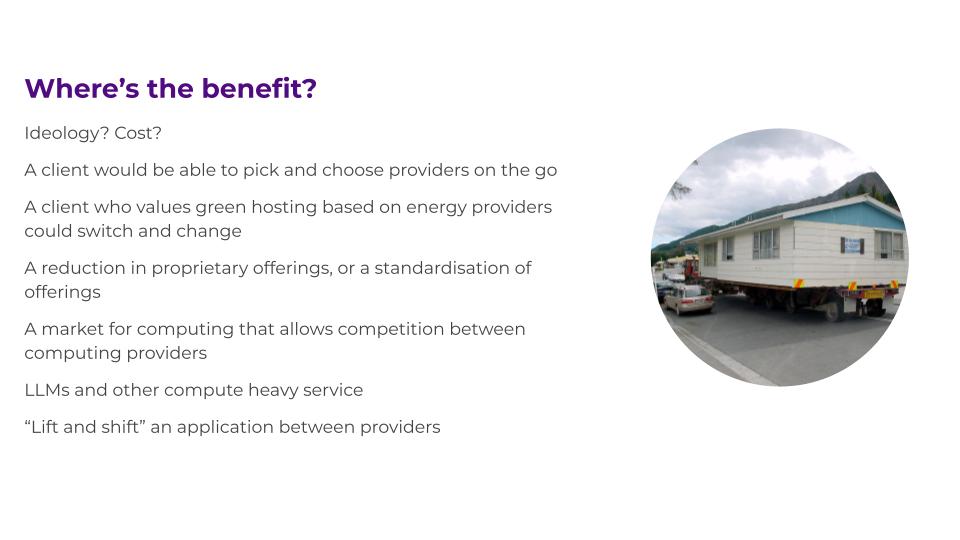 Where’s the benefit?
Ideology? Cost?
A client would be able to pick and choose providers on the go
A client who values green hosting based on energy providers
could switch and change
A reduction in proprietary offerings, or a standardisation of
offerings
A market for computing that allows competition between
computing providers
LLMs and other compute heavy service
“Lift and shift” an application between providers